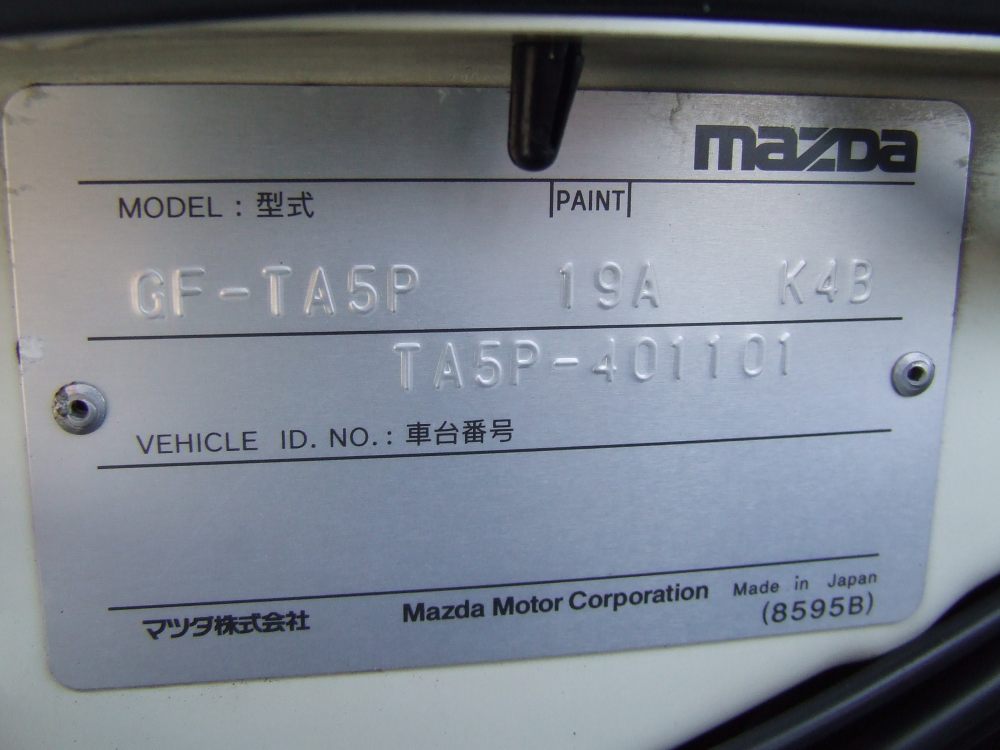 mazda
MODEL : 型式 PAINT
GF-TA5P 19A K4B
TA5P-401101
VEHICLE ID. NO. : 車台番号
マツダ株式会社 Mazda Motor Corporation Made in Japan
(8595B)